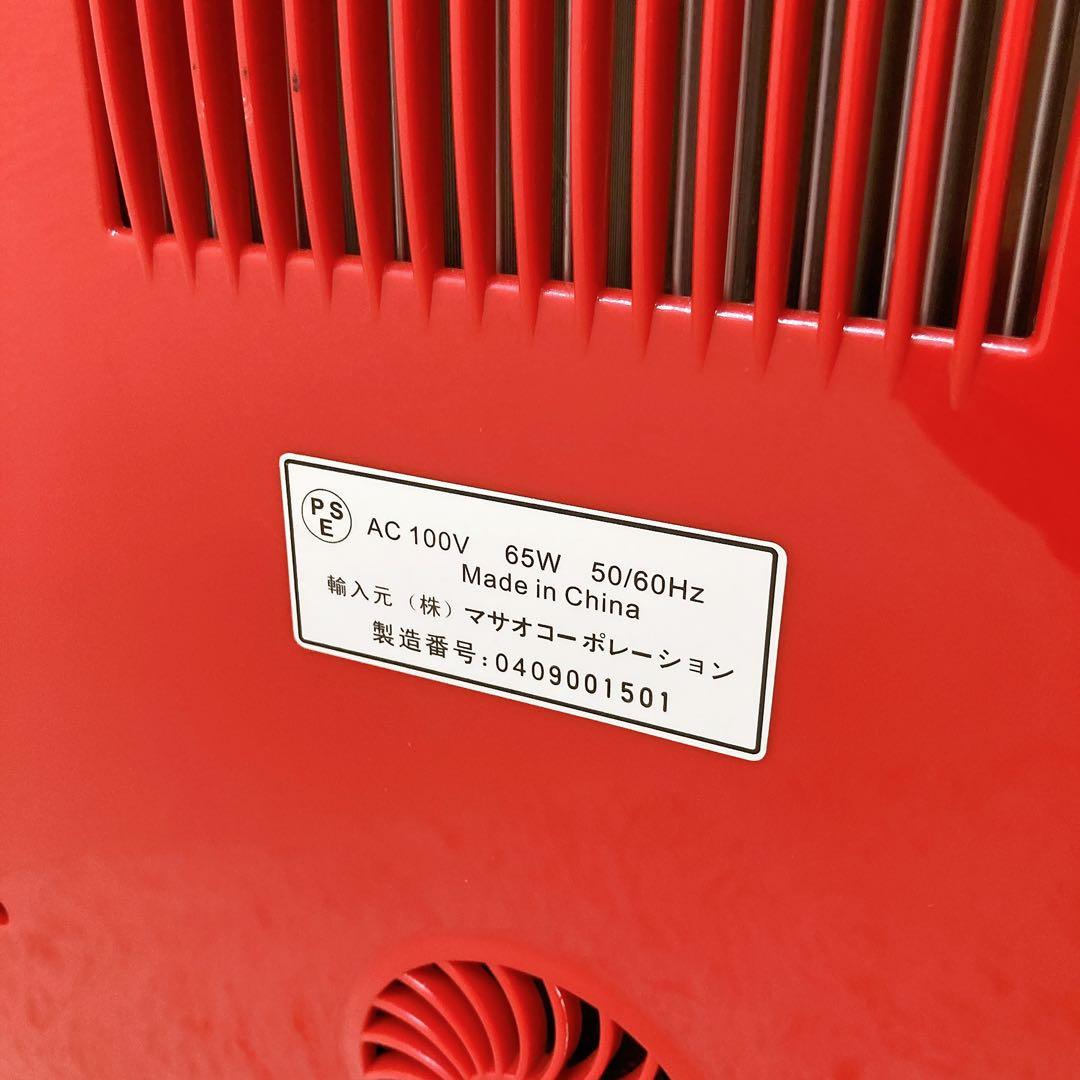 PSE AC 100V 65W 50/60Hz
Made in China
輸入元（株）マサオコーポレーション
製造番号:0409001501